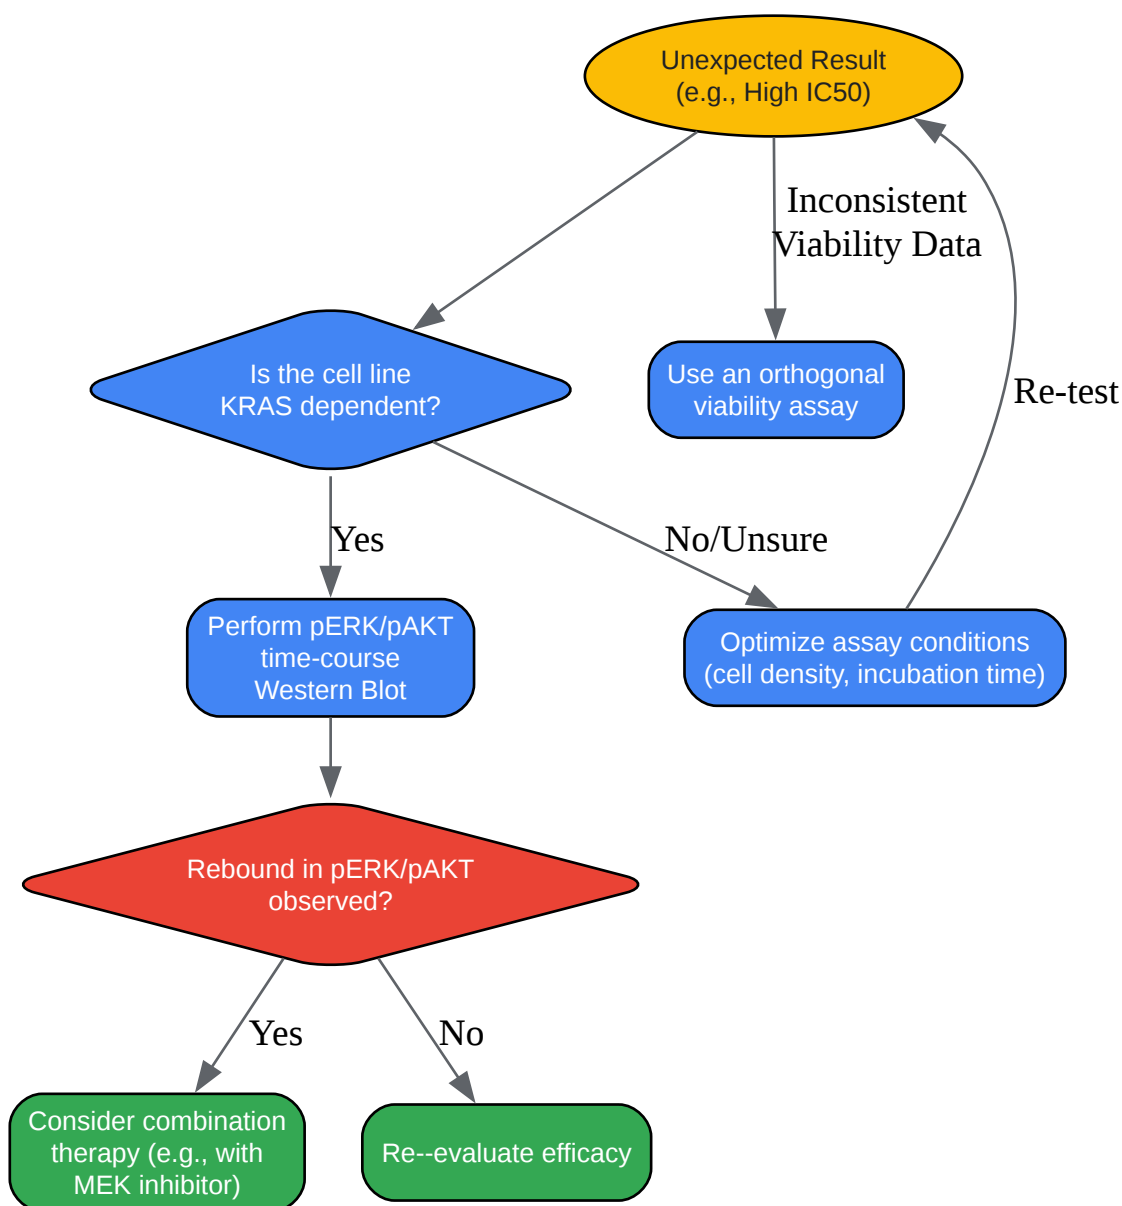 Unexpected Result
(e.g., High IC50)
Inconsistent
Viability Data
Is the cell line
KRAS dependent?
Use an orthogonal
viability assay
Re-test
Yes
No/Unsure
Perform pERK/pAKT
time-course
Western Blot
Optimize assay conditions
(cell density, incubation time)
Rebound in pERK/pAKT
observed?
Yes
No
Consider combination
therapy (e.g., with
MEK inhibitor)
Re--evaluate efficacy